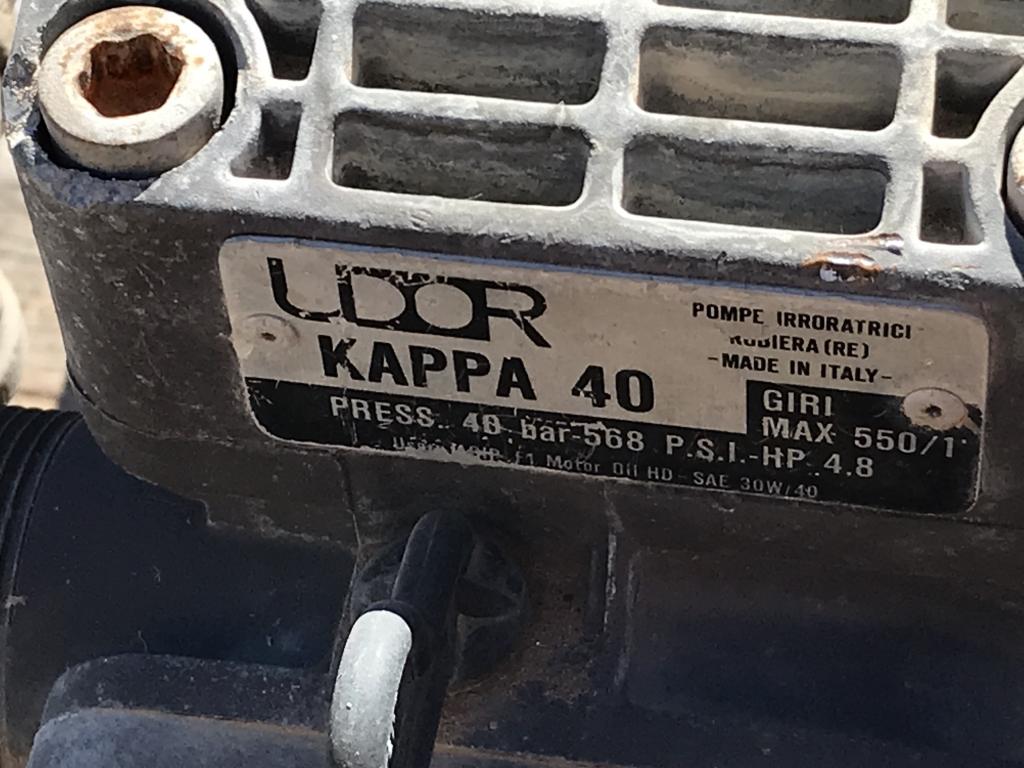 UDOR
KAPPA 40
POMPE IRRORATRICI
RUBIERA (RE)
-MADE IN ITALY-
GIRI
MAX 550/1'
PRESS. 40 bar-568 P.S.I.-HP 4.8
F1 Motor Oil HD-SAE 30W/40